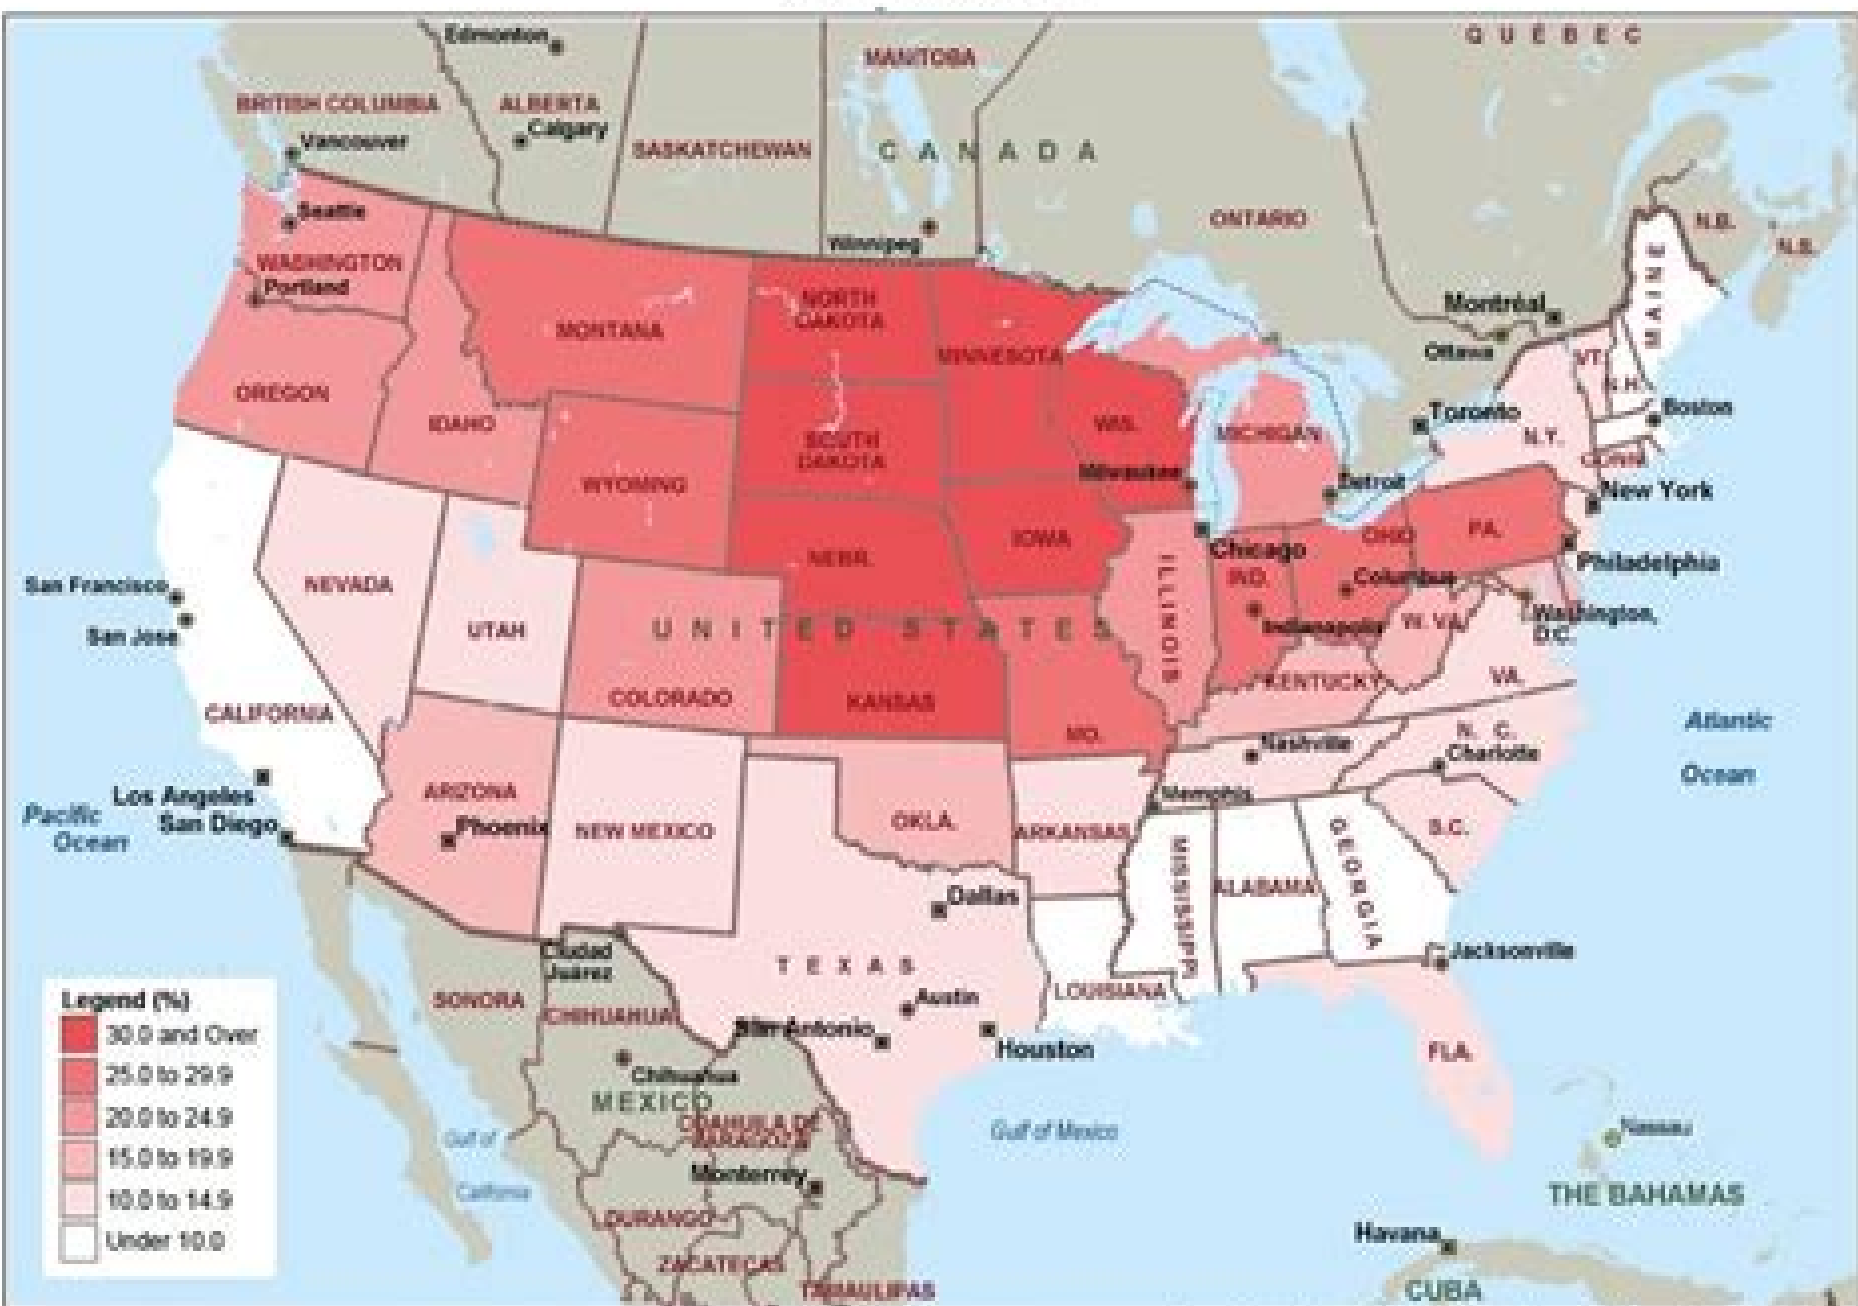 Edmonton
MANITOBA
QUÉBEC
BRITISH COLUMBIA
ALBERTA
Calgary
Vancouver
SASKATCHEWAN
CANADA
Seattle
ONTARIO
N.B.
N.S.
Winnipeg
WASHINGTON
Portland
NORTH
DAKOTA
MONTANA
MINNESOTA
Montréal
MAINE
Ottawa
VT.
N.H.
OREGON
IDAHO
WIS.
MICHIGAN
Toronto
Boston
N.Y.
SOUTH
DAKOTA
CONN.
WYOMING
Milwaukee
Detroit
New York
IOWA
OHIO
PA.
NEBR.
Chicago
ILLINOIS
IND.
Columbus
Philadelphia
San Francisco
NEVADA
San Jose
UTAH
UNITED STATES
Indianapolis
W. VA.
Washington,
D.C.
COLORADO
KANSAS
KENTUCKY
VA.
CALIFORNIA
MO.
Nashville
N. C.
Charlotte
Atlantic
Ocean
Los Angeles
ARIZONA
Memphis
Pacific
Ocean
San Diego
Phoenix
NEW MEXICO
OKLA.
ARKANSAS
MISSISSIPPI
ALABAMA
GEORGIA
S.C.
Dallas
Ciudad
Juárez
TEXAS
Jacksonville
LOUISIANA
SONORA
CHIHUAHUA
Austin
San Antonio
Houston
FLA.
Chihuahua
MEXICO
COAHUILA DE
ZARAGOZA
Gulf of Mexico
Gulf of
California
Monterrey
DURANGO
ZACATECAS
TAMAULIPAS
Nassau
THE BAHAMAS
Havana
CUBA
Legend (%)
30.0 and Over
25.0 to 29.9
20.0 to 24.9
15.0 to 19.9
10.0 to 14.9
Under 10.0